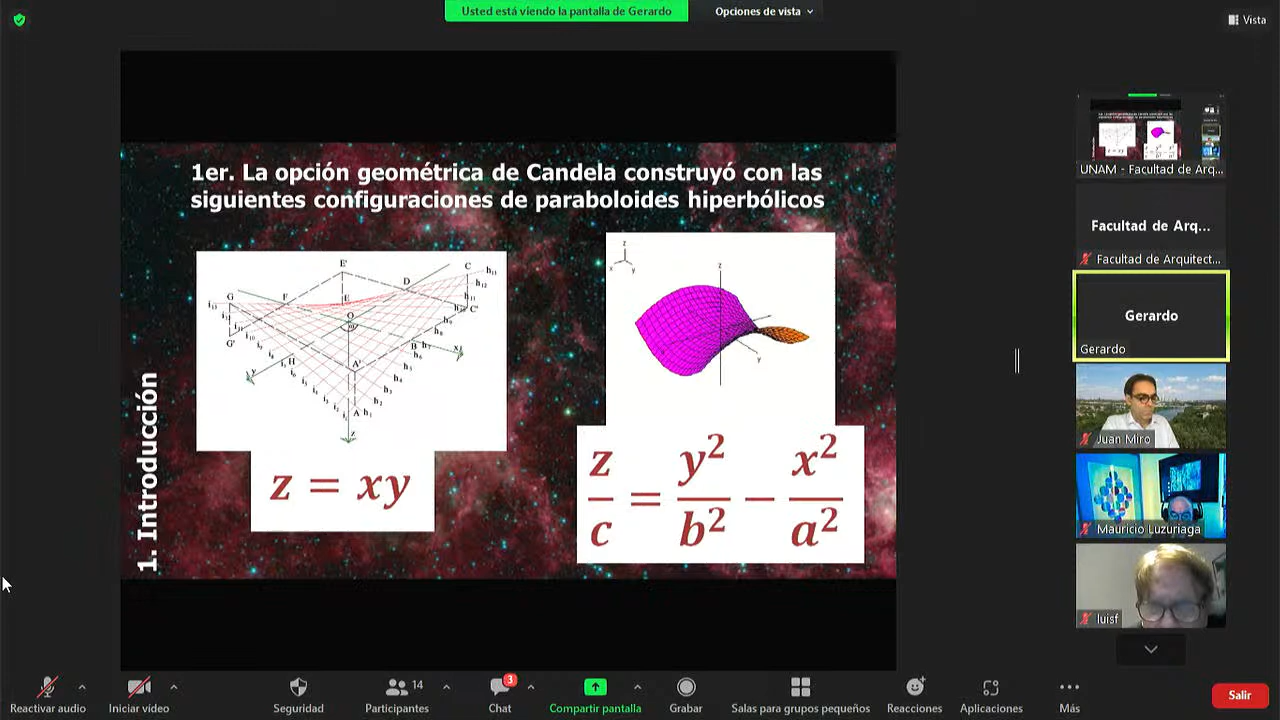 Usted está viendo la pantalla de Gerardo
Opciones de vista
Vista
1er. La opción geométrica de Candela construyó con las
siguientes configuraciones de paraboloides hiperbólicos
1. Introducción
z = xy
z/c = y²/b² − x²/a²
UNAM - Facultad de Arq...
Facultad de Arq...
Facultad de Arquitect...
Gerardo
Gerardo
Juan Miro
Mauricio Luzuriaga
luisf
Reactivar audio
Iniciar vídeo
Seguridad
14
Participantes
3
Chat
Compartir pantalla
Grabar
Salas para grupos pequeños
Reacciones
Aplicaciones
Más
Salir